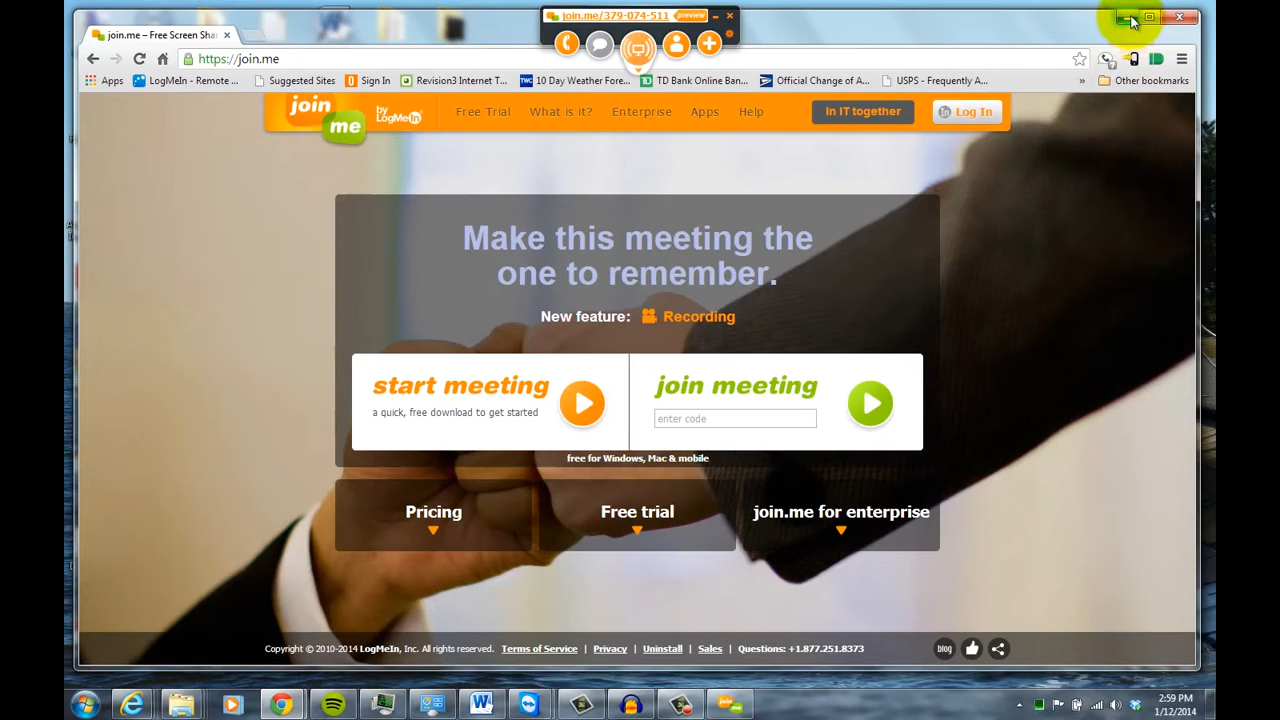 join.me/379-074-511 preview
join.me – Free Screen Sha
https://join.me
Apps LogMeIn - Remote ... Suggested Sites Sign In Revision3 Internet T... 10 Day Weather Fore... TD Bank Online Ban... Official Change of A... USPS - Frequently A... » Other bookmarks
join me by LogMeIn Free Trial What is it? Enterprise Apps Help In IT together in Log In
Make this meeting the
one to remember.
New feature: Recording
start meeting
a quick, free download to get started
join meeting
enter code
free for Windows, Mac & mobile
Pricing Free trial join.me for enterprise
Copyright © 2010-2014 LogMeIn, Inc. All rights reserved. Terms of Service Privacy Uninstall Sales Questions: +1.877.251.8373 blog
2:59 PM
1/12/2014